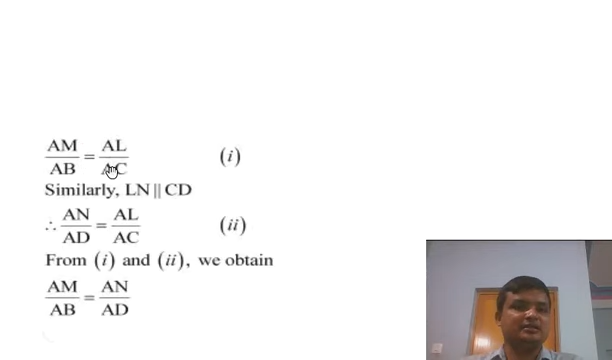 AM/AB = AL/AC (i)
Similarly, LN || CD
∴ AN/AD = AL/AC (ii)
From (i) and (ii), we obtain
AM/AB = AN/AD